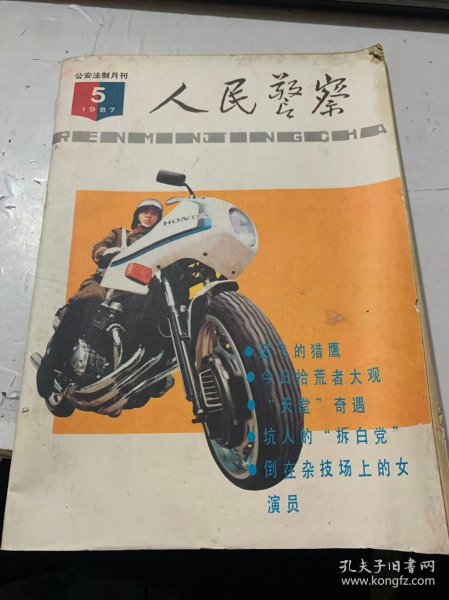 公安法制月刊
5
1987
人民警察
RENMINJINGCHA
HONDA
的猎鹰
今日拾荒者大观
“天堂”奇遇
坑人的“拆白党”
倒在杂技场上的女
演员
孔夫子旧书网
www.kongfz.com